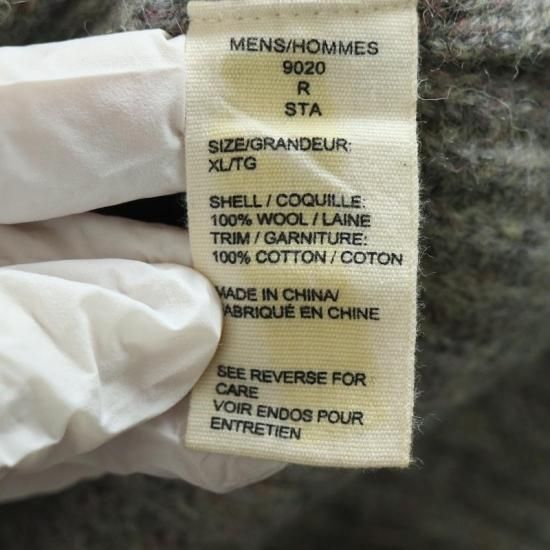 MENS/HOMMES
9020
R
STA
SIZE/GRANDEUR:
XL/TG
SHELL / COQUILLE:
100% WOOL / LAINE
TRIM / GARNITURE:
100% COTTON / COTON
MADE IN CHINA/
FABRIQUÉ EN CHINE
SEE REVERSE FOR
CARE
VOIR ENDOS POUR
ENTRETIEN